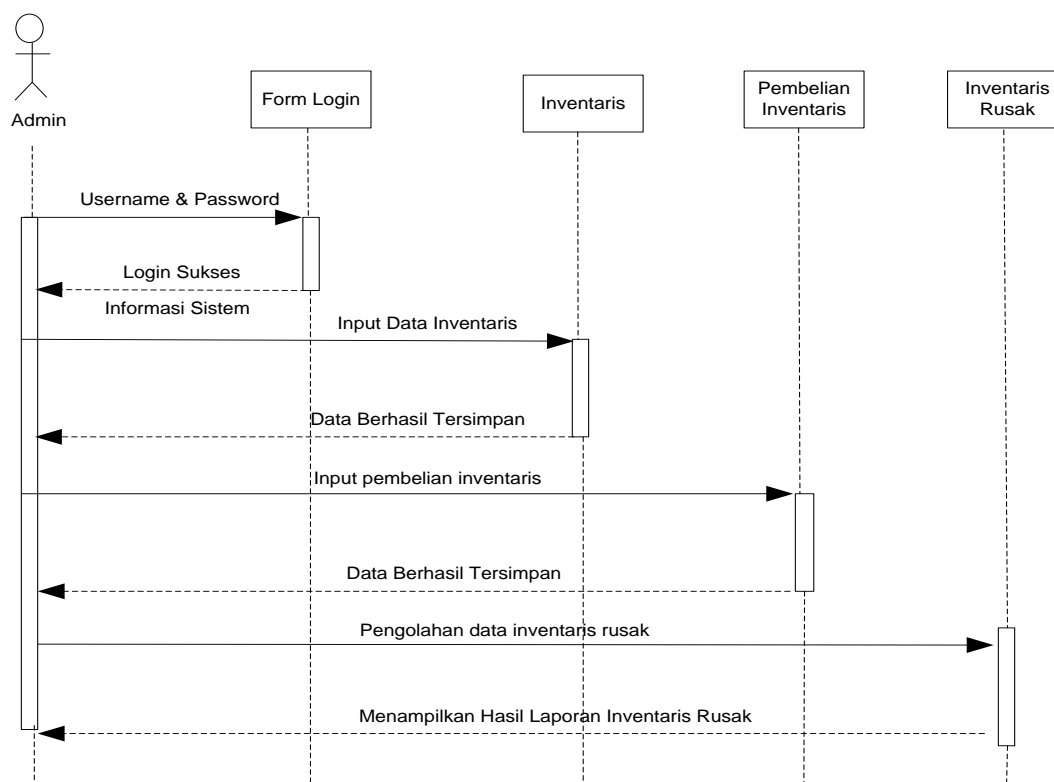 Admin
Form Login
Inventaris
Pembelian
Inventaris
Inventaris
Rusak
Username & Password
Login Sukses
Informasi Sistem
Input Data Inventaris
Data Berhasil Tersimpan
Input pembelian inventaris
Data Berhasil Tersimpan
Pengolahan data inventaris rusak
Menampilkan Hasil Laporan Inventaris Rusak